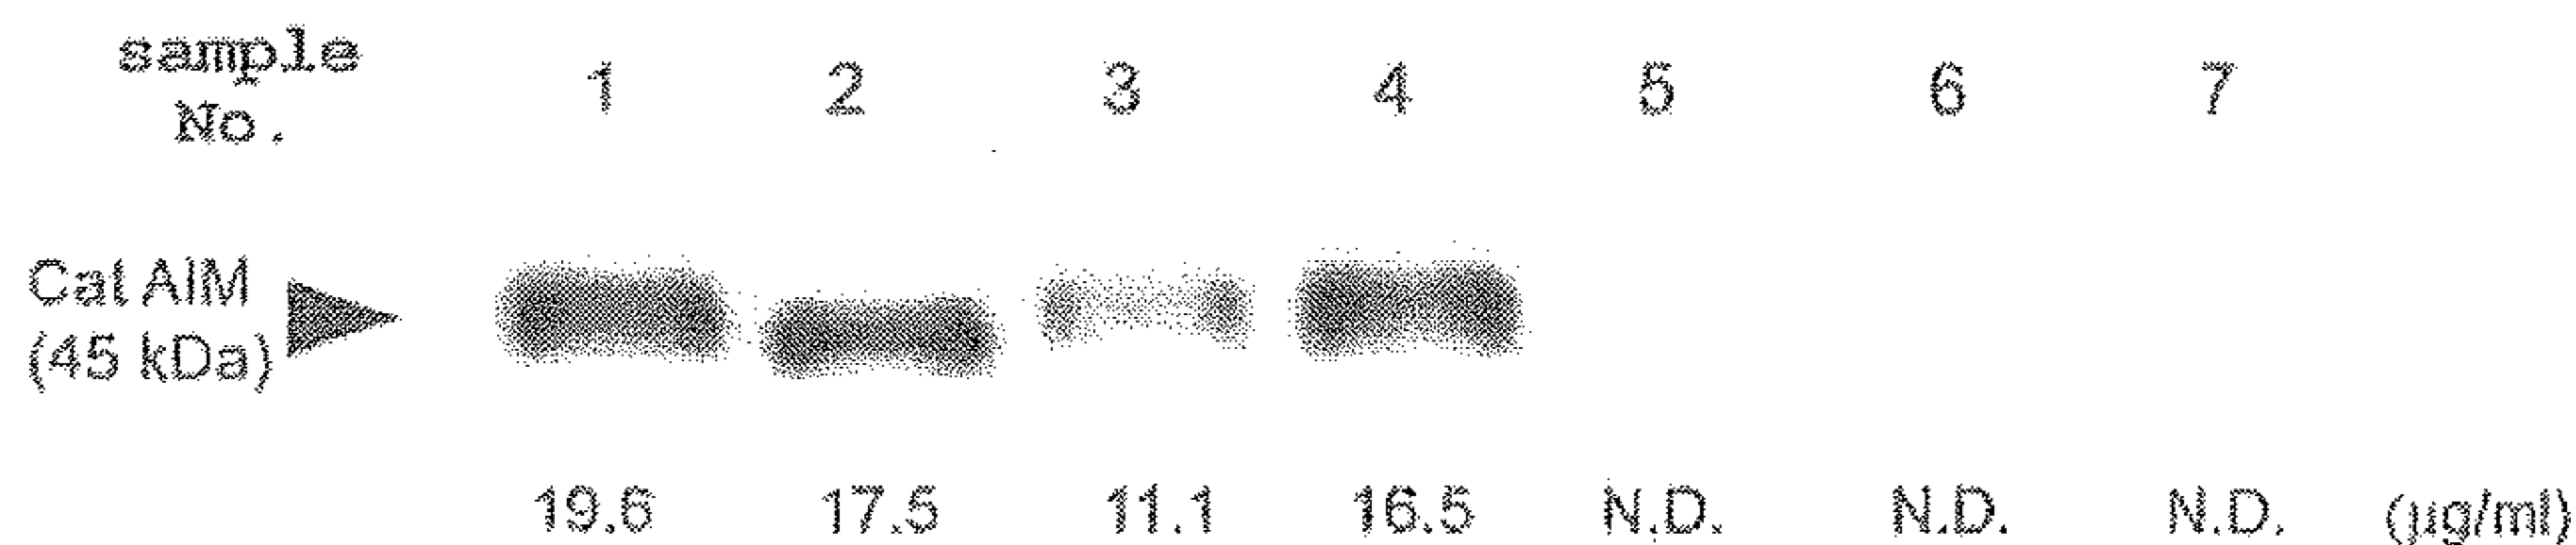 sample
No.
1 2 3 4 5 6 7
Cat AIM
(45 kDa)
19.6 17.5 11.1 16.5 N.D. N.D. N.D. (µg/ml)